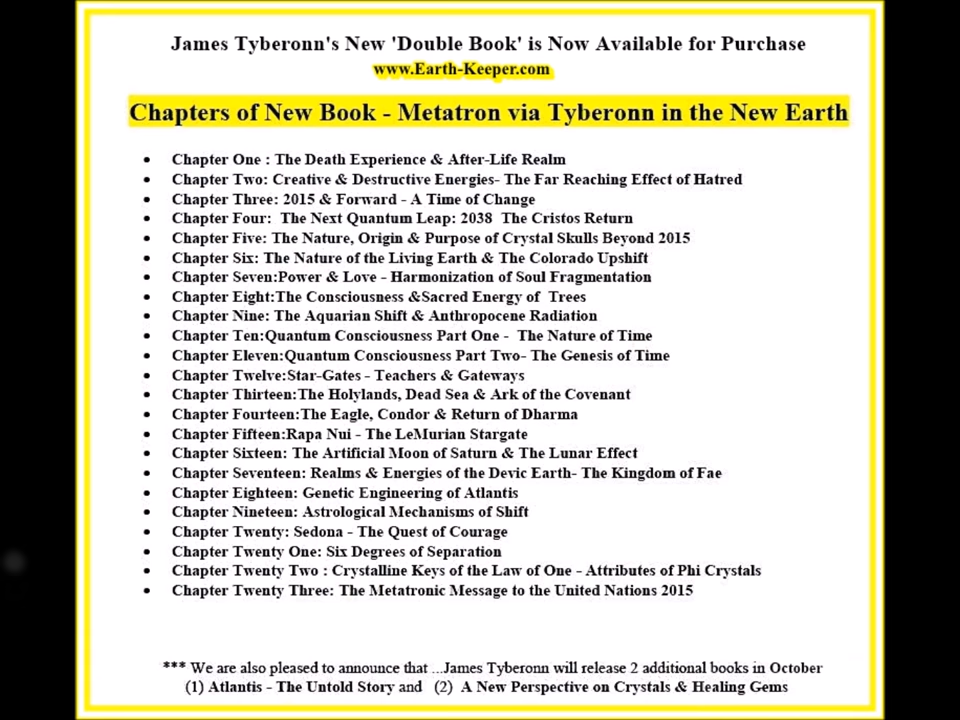 James Tyberonn's New 'Double Book' is Now Available for Purchase
www.Earth-Keeper.com
Chapters of New Book - Metatron via Tyberonn in the New Earth
• Chapter One : The Death Experience & After-Life Realm
• Chapter Two: Creative & Destructive Energies- The Far Reaching Effect of Hatred
• Chapter Three: 2015 & Forward - A Time of Change
• Chapter Four:  The Next Quantum Leap: 2038  The Cristos Return
• Chapter Five: The Nature, Origin & Purpose of Crystal Skulls Beyond 2015
• Chapter Six: The Nature of the Living Earth & The Colorado Upshift
• Chapter Seven:Power & Love - Harmonization of Soul Fragmentation
• Chapter Eight:The Consciousness &Sacred Energy of  Trees
• Chapter Nine: The Aquarian Shift & Anthropocene Radiation
• Chapter Ten:Quantum Consciousness Part One -  The Nature of Time
• Chapter Eleven:Quantum Consciousness Part Two- The Genesis of Time
• Chapter Twelve:Star-Gates - Teachers & Gateways
• Chapter Thirteen:The Holylands, Dead Sea & Ark of the Covenant
• Chapter Fourteen:The Eagle, Condor & Return of Dharma
• Chapter Fifteen:Rapa Nui - The LeMurian Stargate
• Chapter Sixteen: The Artificial Moon of Saturn & The Lunar Effect
• Chapter Seventeen: Realms & Energies of the Devic Earth- The Kingdom of Fae
• Chapter Eighteen: Genetic Engineering of Atlantis
• Chapter Nineteen: Astrological Mechanisms of Shift
• Chapter Twenty: Sedona - The Quest of Courage
• Chapter Twenty One: Six Degrees of Separation
• Chapter Twenty Two : Crystalline Keys of the Law of One - Attributes of Phi Crystals
• Chapter Twenty Three: The Metatronic Message to the United Nations 2015
*** We are also pleased to announce that ...James Tyberonn will release 2 additional books in October
(1) Atlantis - The Untold Story and  (2)  A New Perspective on Crystals & Healing Gems